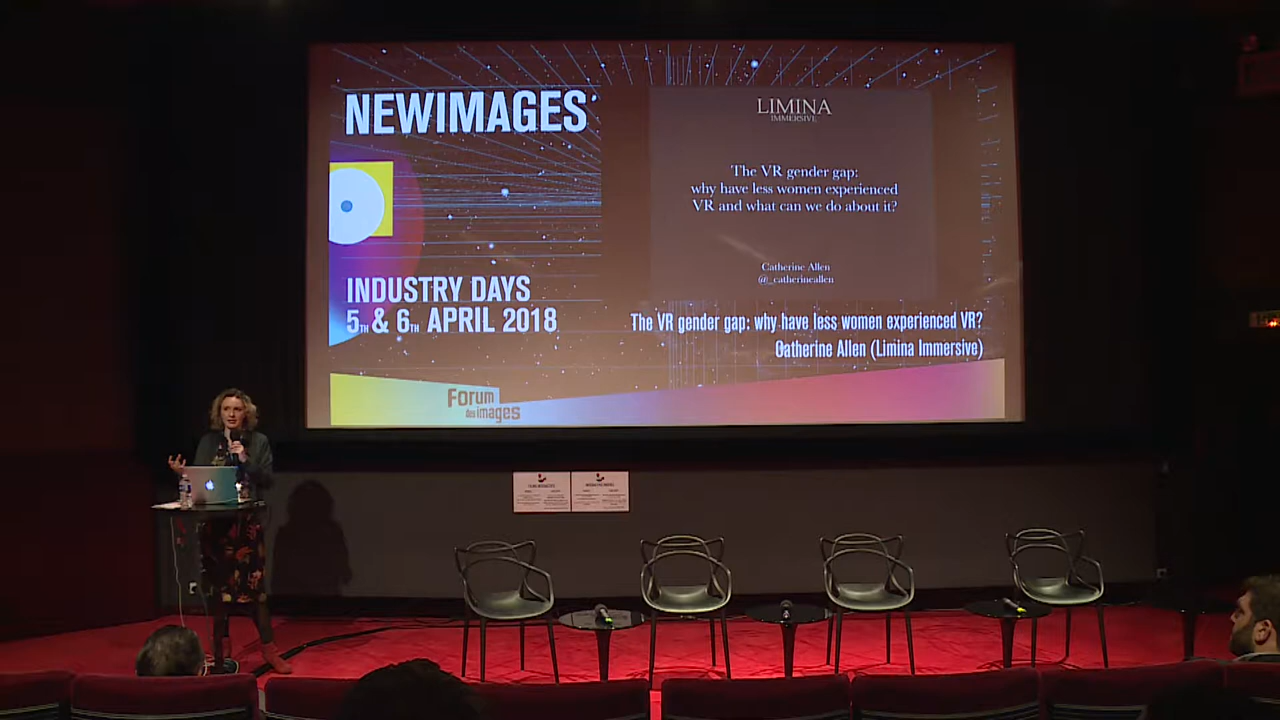 NEWIMAGES
INDUSTRY DAYS
5TH & 6TH APRIL 2018
LIMINA
IMMERSIVE
The VR gender gap:
why have less women experienced
VR and what can we do about it?
Catherine Allen
@_catherineallen
The VR gender gap: why have less women experienced VR?
Catherine Allen (Limina Immersive)
Forum
des images